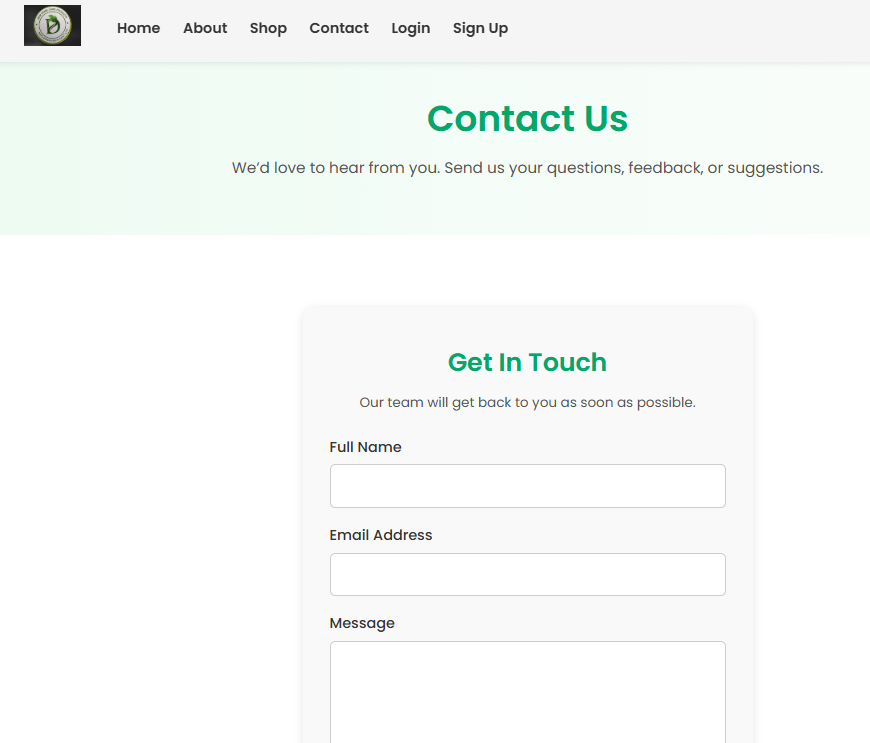 Home About Shop Contact Login Sign Up
Contact Us
We’d love to hear from you. Send us your questions, feedback, or suggestions.
Get In Touch
Our team will get back to you as soon as possible.
Full Name
Email Address
Message